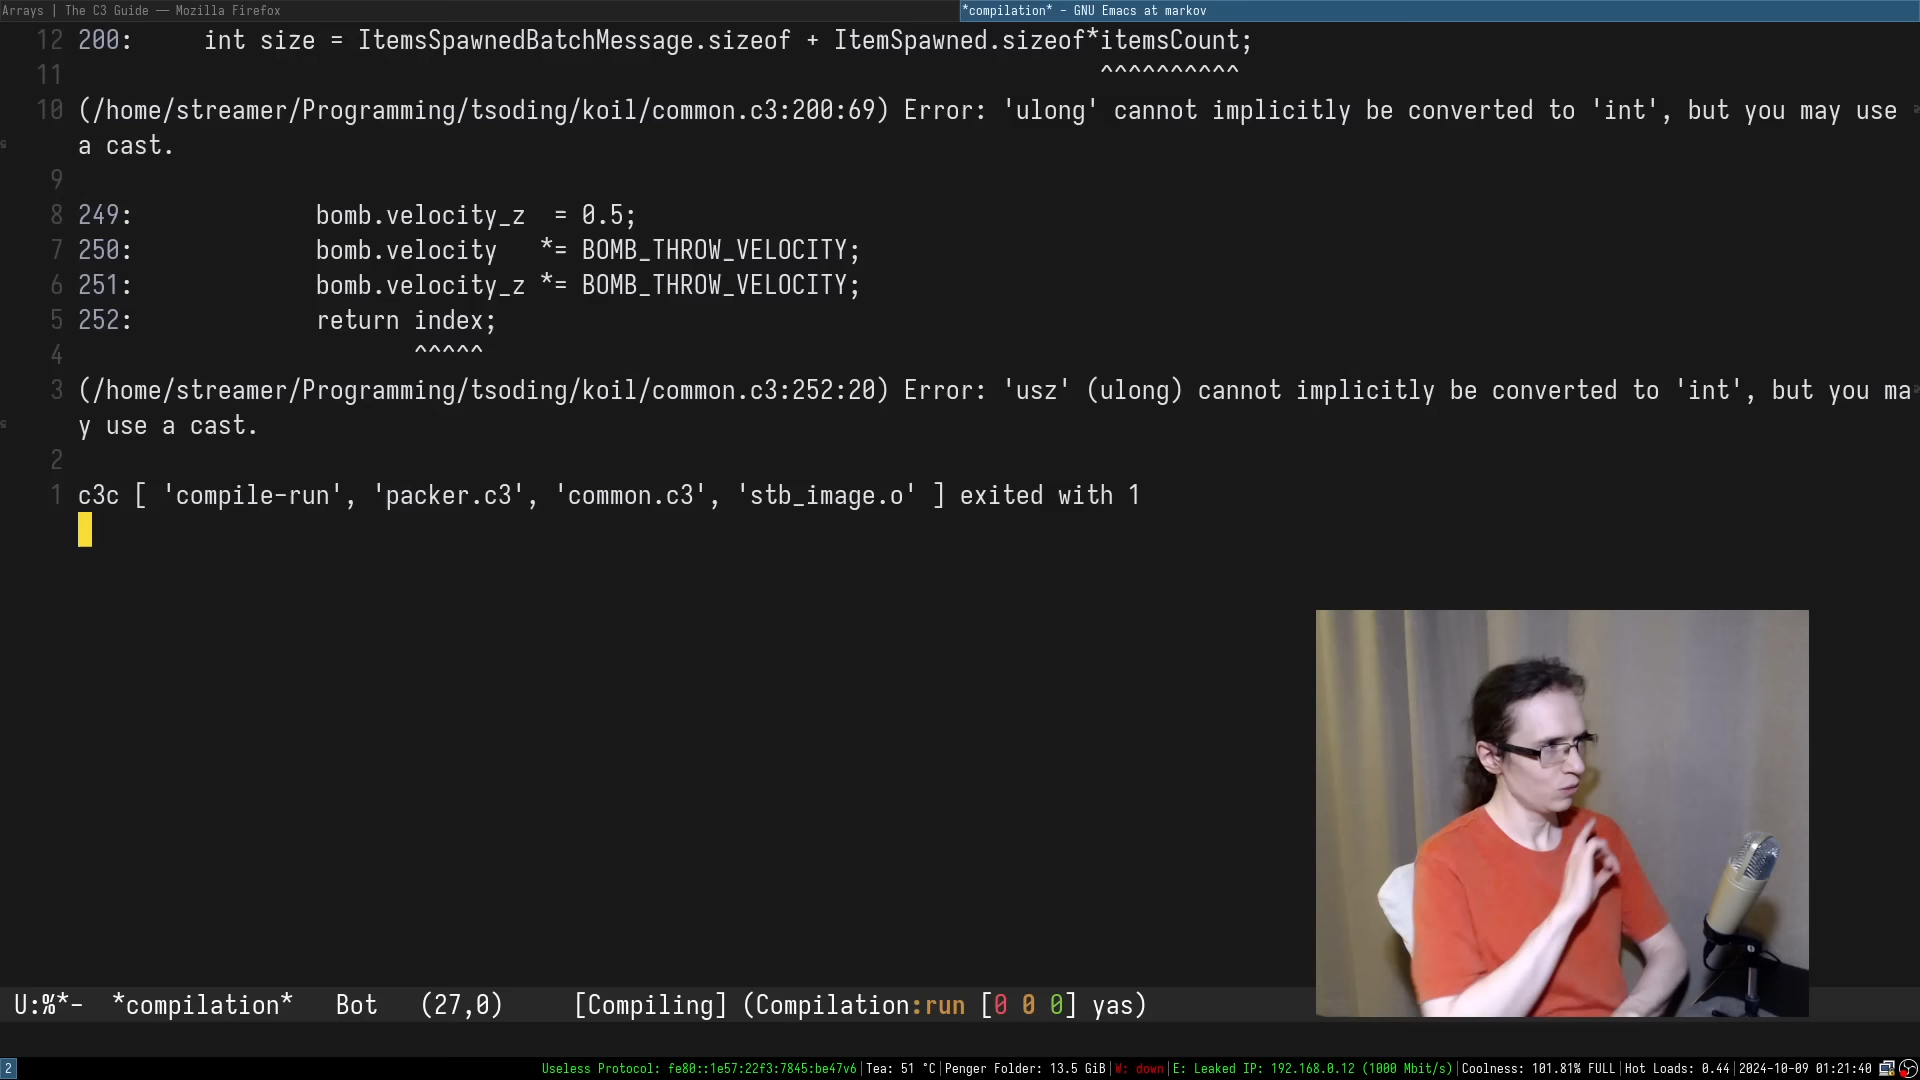 Arrays | The C3 Guide — Mozilla Firefox
*compilation* - GNU Emacs at markov
12 200:     int size = ItemsSpawnedBatchMessage.sizeof + ItemSpawned.sizeof*itemsCount;
11                                                                          ^^^^^^^^^^
10 (/home/streamer/Programming/tsoding/koil/common.c3:200:69) Error: 'ulong' cannot implicitly be converted to 'int', but you may use
a cast.
9
8 249:             bomb.velocity_z  = 0.5;
7 250:             bomb.velocity   *= BOMB_THROW_VELOCITY;
6 251:             bomb.velocity_z *= BOMB_THROW_VELOCITY;
5 252:             return index;
4                         ^^^^^
3 (/home/streamer/Programming/tsoding/koil/common.c3:252:20) Error: 'usz' (ulong) cannot implicitly be converted to 'int', but you ma
y use a cast.
2
1 c3c [ 'compile-run', 'packer.c3', 'common.c3', 'stb_image.o' ] exited with 1
U:%*-  *compilation*   Bot   (27,0)     [Compiling] (Compilation:run [0 0 0] yas)
2 Useless Protocol: fe80::1e57:22f3:7845:be47v6|Tea: 51 °C|Penger Folder: 13.5 GiB|W: down|E: Leaked IP: 192.168.0.12 (1000 Mbit/s)|Coolness: 101.81% FULL|Hot Loads: 0.44|2024-10-09 01:21:40